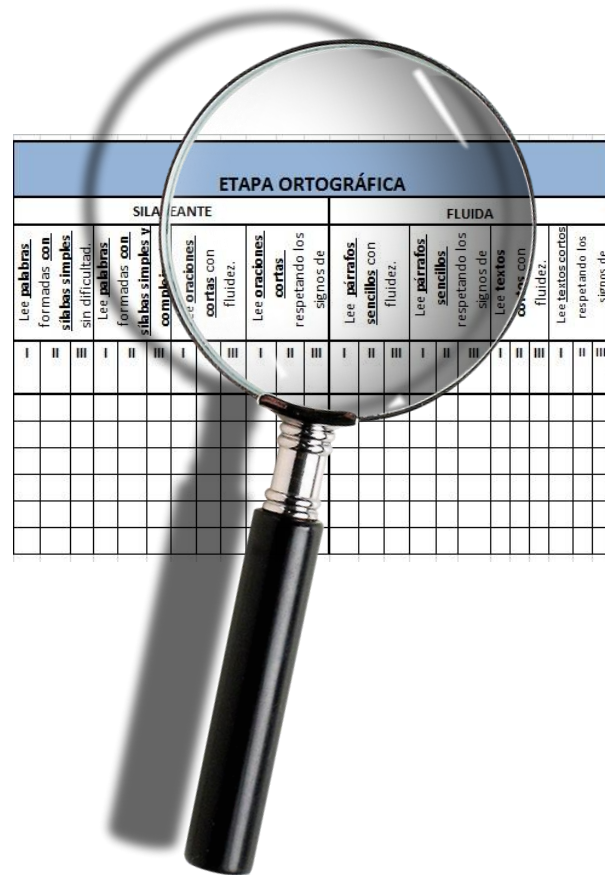 ETAPA ORTOGRÁFICA
SILABEANTE
FLUIDA
Lee palabras
formadas con
sílabas simples
sin dificultad.
Lee palabras
formadas con
sílabas simples y
Lee oraciones
cortas con
fluidez.
Lee oraciones
cortas
respetando los
signos de
Lee párrafos
sencillos con
fluidez.
Lee párrafos
sencillos
respetando los
signos de
Lee textos
cortos con
fluidez.
Lee textos cortos
respetando los
signos de
I II III I II III I III I II III I II III I II III I II III I II III